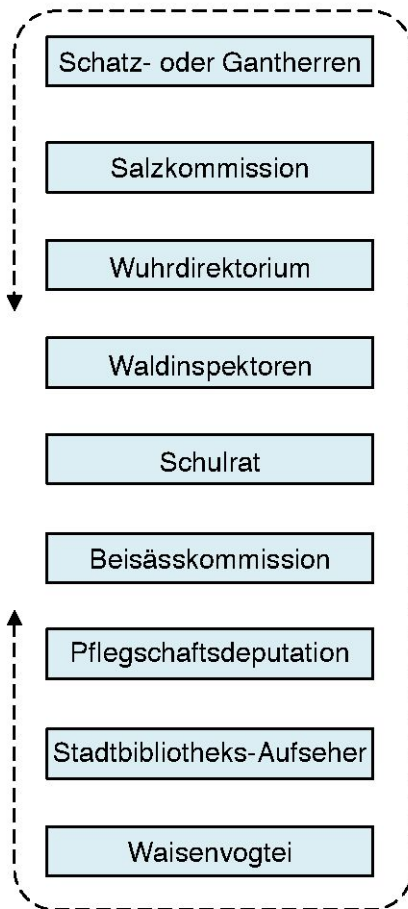 Schatz- oder Gantherren
Salzkommission
Wuhrdirektorium
Waldinspektoren
Schulrat
Beisässkommission
Pflegschaftsdeputation
Stadtbibliotheks-Aufseher
Waisenvogtei